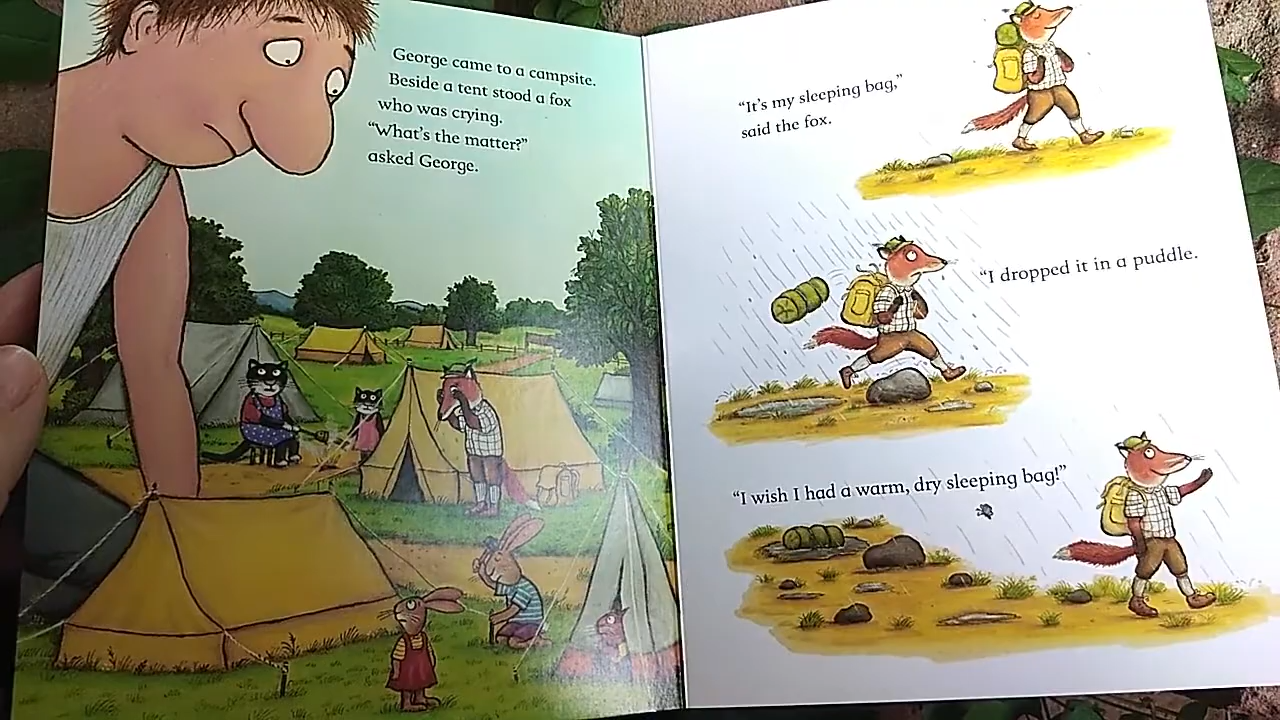 George came to a campsite.
Beside a tent stood a fox
who was crying.
“What’s the matter?”
asked George.
“It’s my sleeping bag,”
said the fox.
“I dropped it in a puddle.
“I wish I had a warm, dry sleeping bag!”